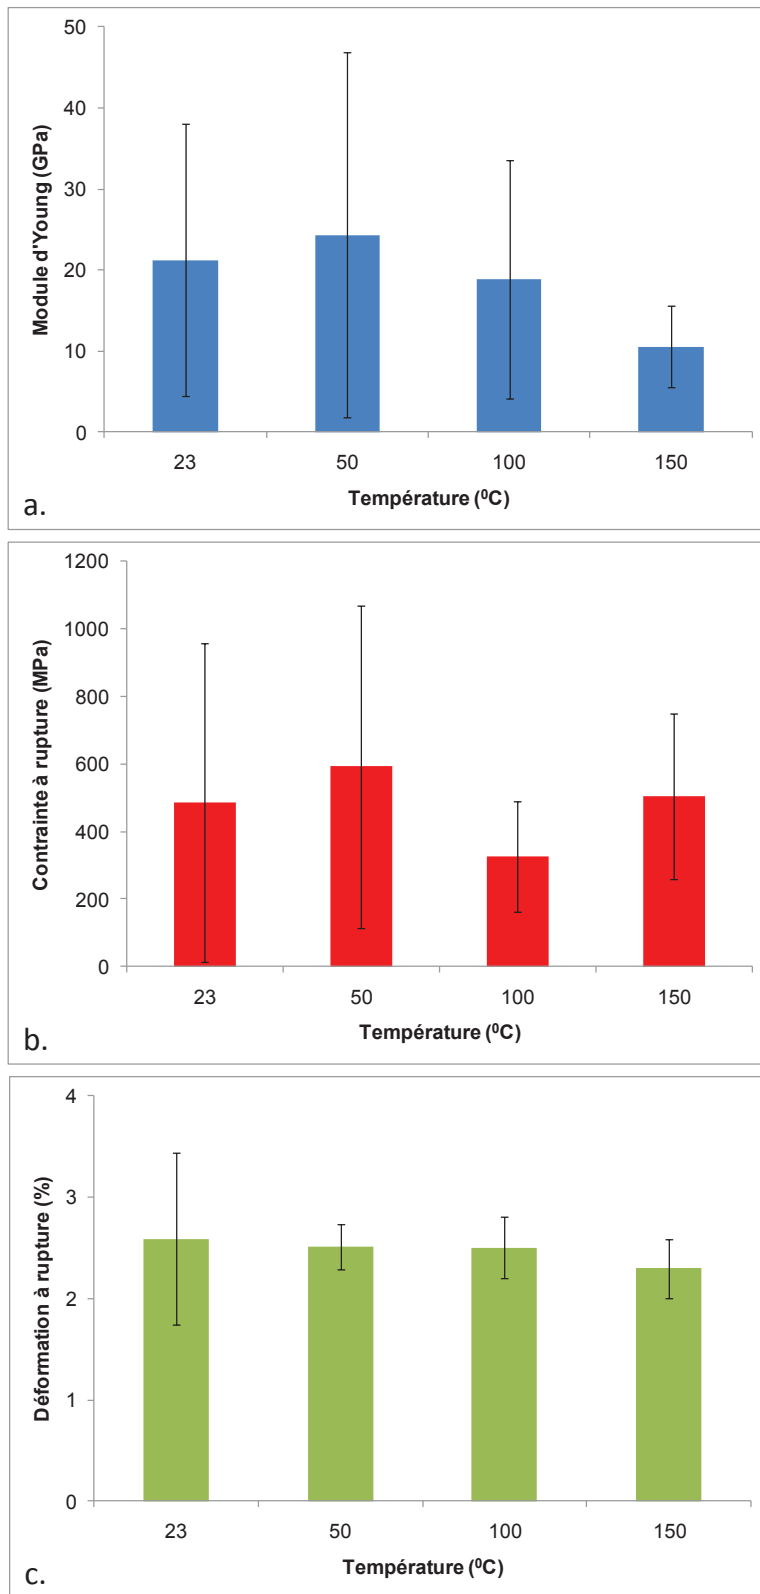 50
40
30
20
10
0
Module d'Young (GPa)
23 50 100 150
Température (⁰C)
a.
1200
1000
800
600
400
200
0
Contrainte à rupture (MPa)
23 50 100 150
Température (⁰C)
b.
4
3
2
1
0
Déformation à rupture (%)
23 50 100 150
Température (⁰C)
c.